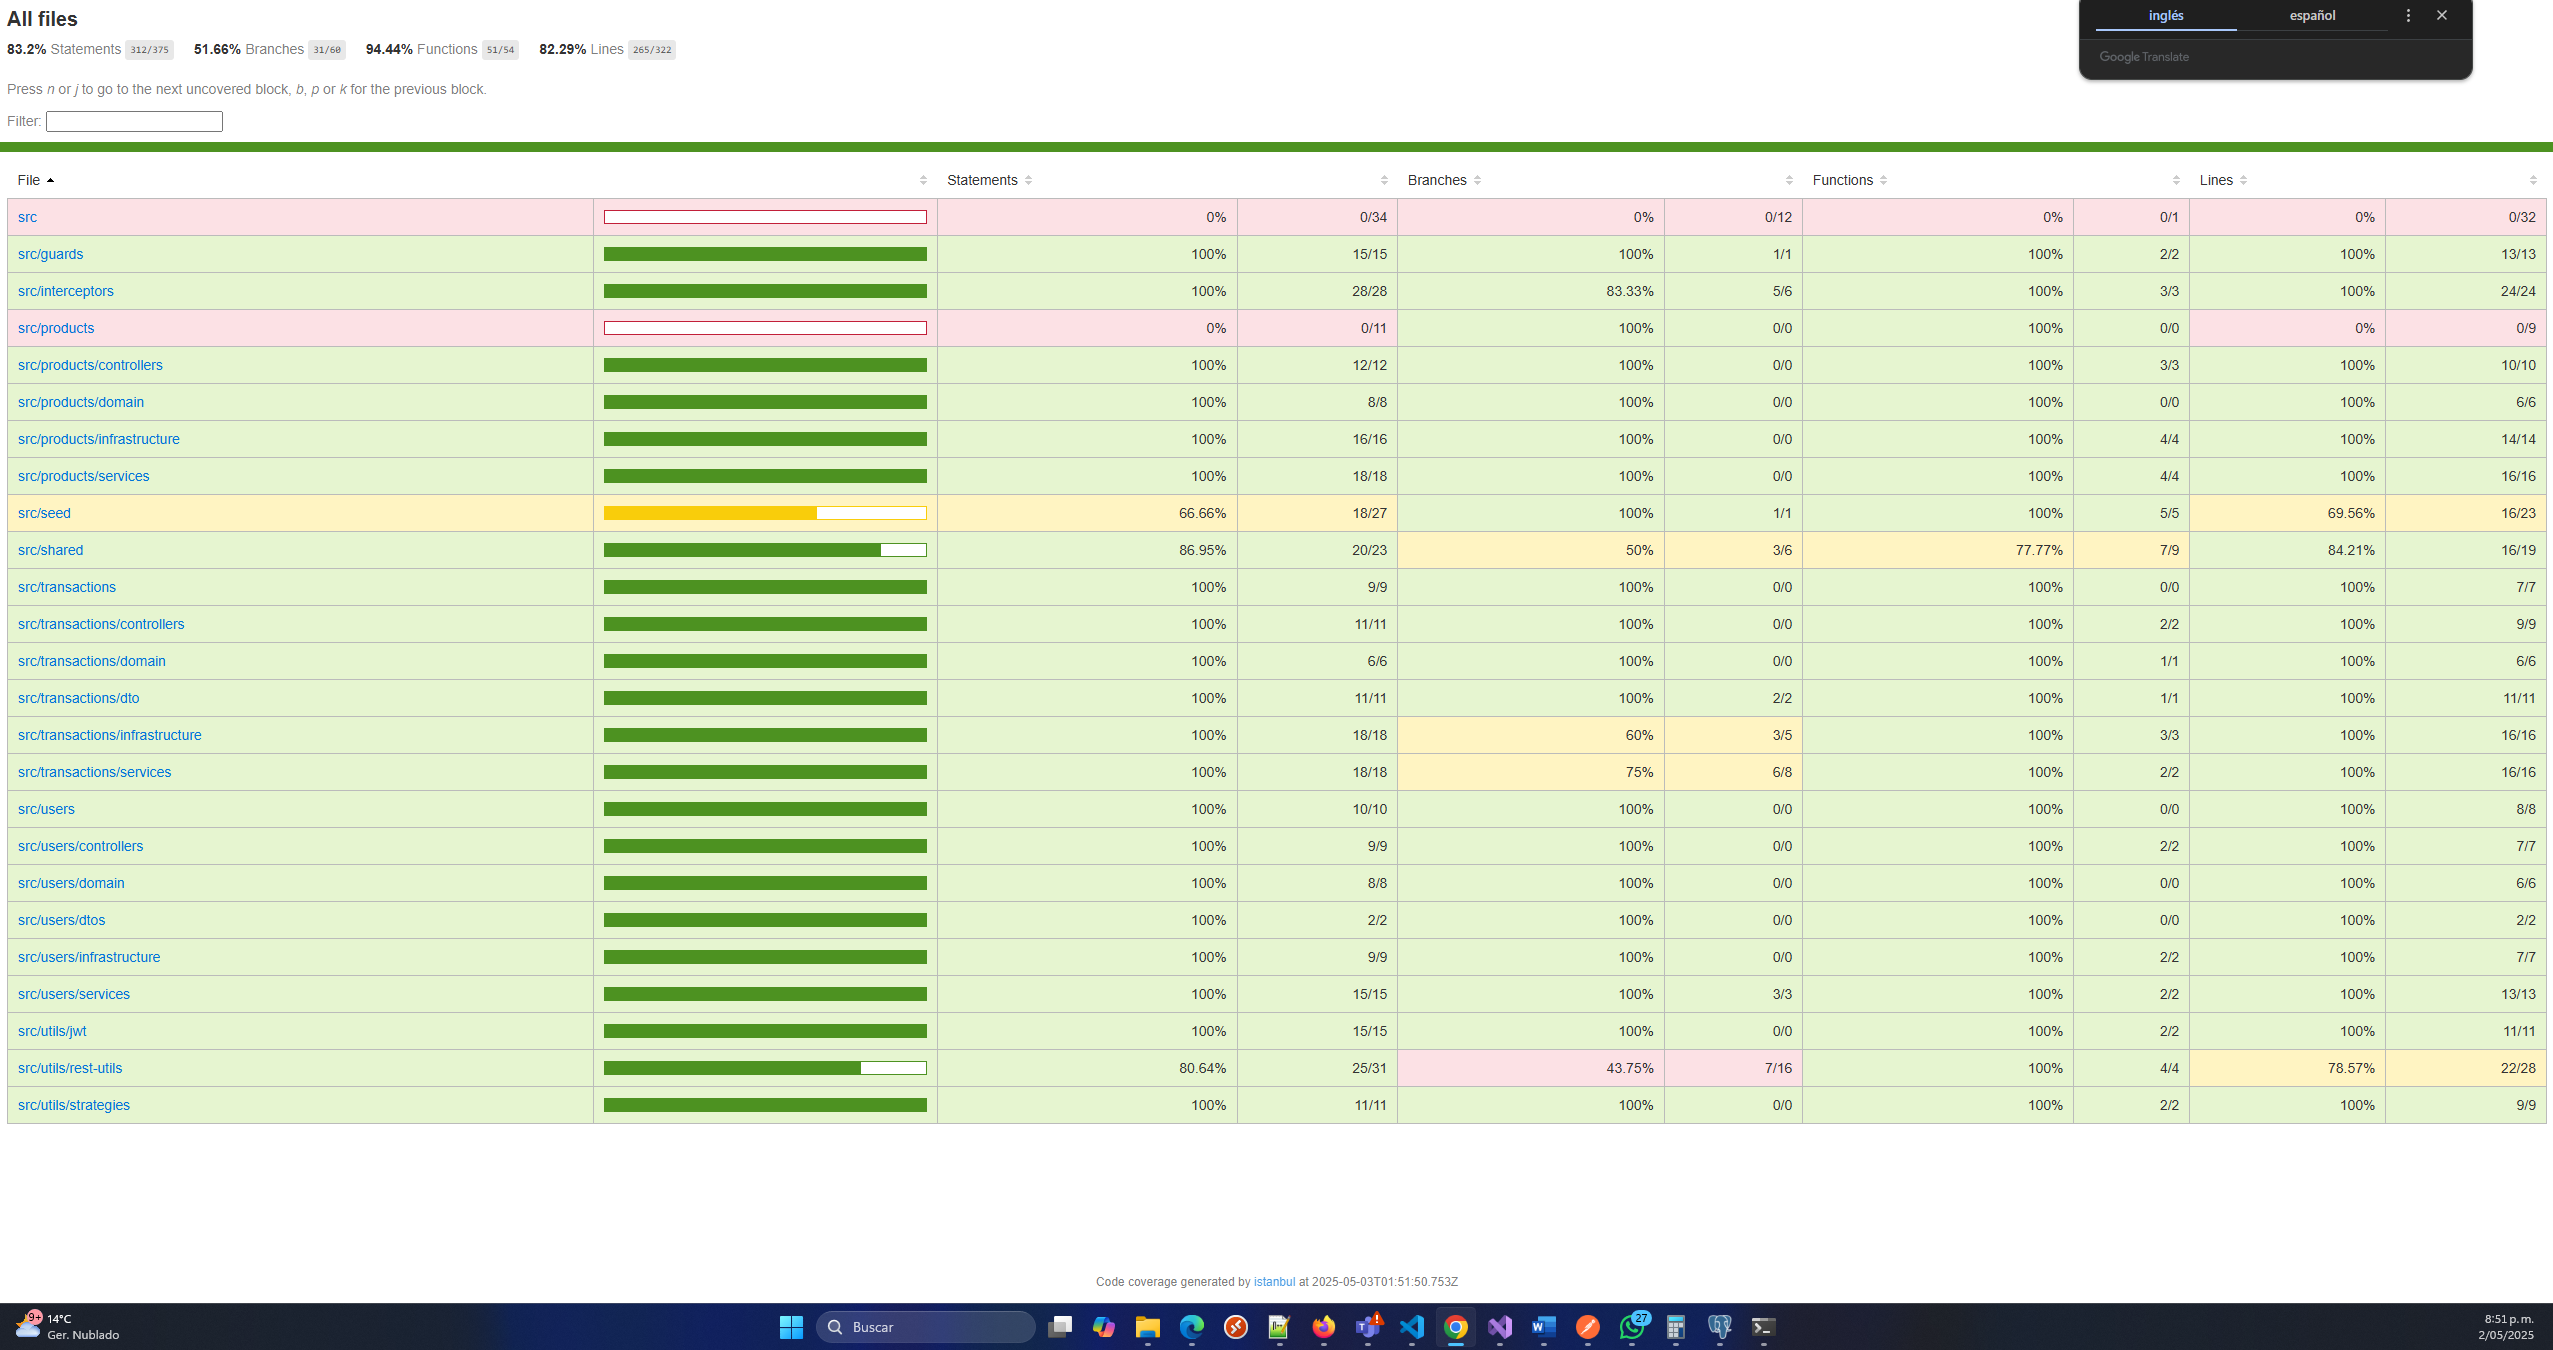 All files
83.2% Statements 312/375 51.66% Branches 31/60 94.44% Functions 51/54 82.29% Lines 265/322
Press n or j to go to the next uncovered block, b, p or k for the previous block.
Filter:
inglés español
Google Translate
File Statements Branches Functions Lines
src 0% 0/34 0% 0/12 0% 0/1 0% 0/32
src/guards 100% 15/15 100% 1/1 100% 2/2 100% 13/13
src/interceptors 100% 28/28 83.33% 5/6 100% 3/3 100% 24/24
src/products 0% 0/11 100% 0/0 100% 0/0 0% 0/9
src/products/controllers 100% 12/12 100% 0/0 100% 3/3 100% 10/10
src/products/domain 100% 8/8 100% 0/0 100% 0/0 100% 6/6
src/products/infrastructure 100% 16/16 100% 0/0 100% 4/4 100% 14/14
src/products/services 100% 18/18 100% 0/0 100% 4/4 100% 16/16
src/seed 66.66% 18/27 100% 1/1 100% 5/5 69.56% 16/23
src/shared 86.95% 20/23 50% 3/6 77.77% 7/9 84.21% 16/19
src/transactions 100% 9/9 100% 0/0 100% 0/0 100% 7/7
src/transactions/controllers 100% 11/11 100% 0/0 100% 2/2 100% 9/9
src/transactions/domain 100% 6/6 100% 0/0 100% 1/1 100% 6/6
src/transactions/dto 100% 11/11 100% 2/2 100% 1/1 100% 11/11
src/transactions/infrastructure 100% 18/18 60% 3/5 100% 3/3 100% 16/16
src/transactions/services 100% 18/18 75% 6/8 100% 2/2 100% 16/16
src/users 100% 10/10 100% 0/0 100% 0/0 100% 8/8
src/users/controllers 100% 9/9 100% 0/0 100% 2/2 100% 7/7
src/users/domain 100% 8/8 100% 0/0 100% 0/0 100% 6/6
src/users/dtos 100% 2/2 100% 0/0 100% 0/0 100% 2/2
src/users/infrastructure 100% 9/9 100% 0/0 100% 2/2 100% 7/7
src/users/services 100% 15/15 100% 3/3 100% 2/2 100% 13/13
src/utils/jwt 100% 15/15 100% 0/0 100% 2/2 100% 11/11
src/utils/rest-utils 80.64% 25/31 43.75% 7/16 100% 4/4 78.57% 22/28
src/utils/strategies 100% 11/11 100% 0/0 100% 2/2 100% 9/9
Code coverage generated by istanbul at 2025-05-03T01:51:50.753Z
9+ 14°C
Ger. Nublado
Buscar
27
8:51 p. m.
2/05/2025